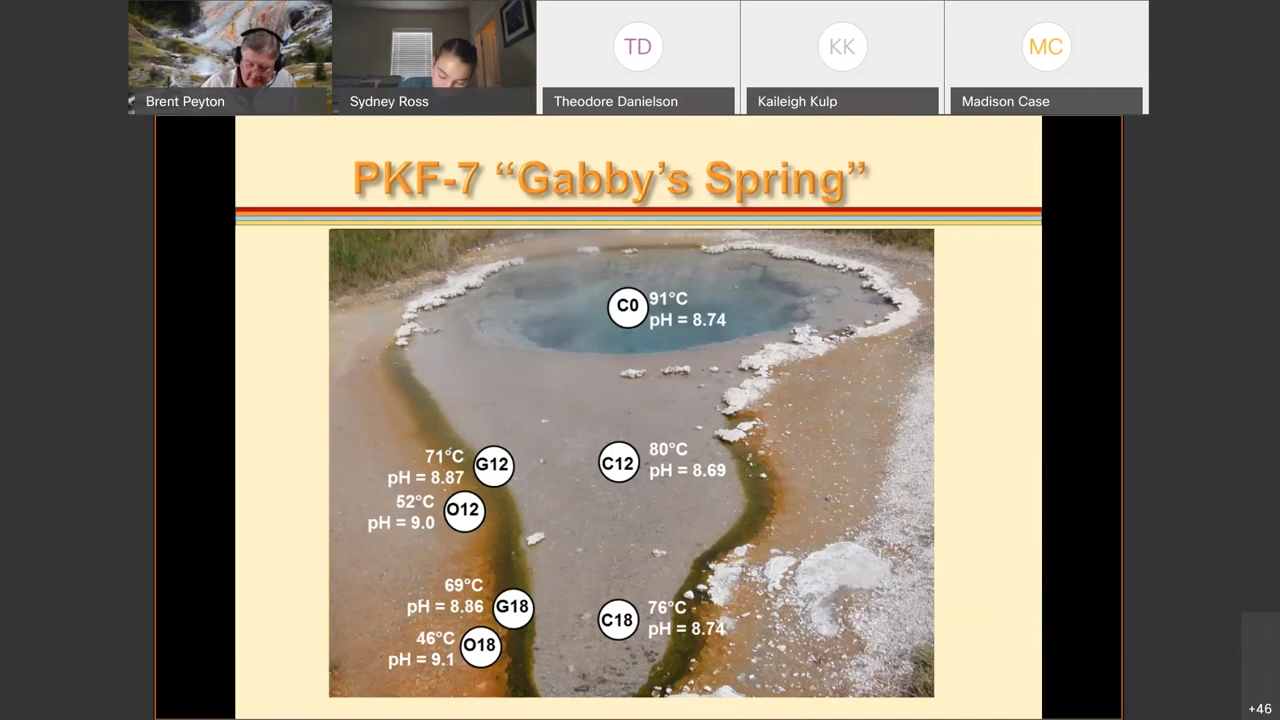 TD
KK
MC
Brent Peyton
Sydney Ross
Theodore Danielson
Kaileigh Kulp
Madison Case
PKF-7 “Gabby’s Spring”
C0
91°C
pH = 8.74
71°C
pH = 8.87
G12
C12
80°C
pH = 8.69
52°C
pH = 9.0
O12
69°C
pH = 8.86
G18
C18
76°C
pH = 8.74
46°C
pH = 9.1
O18
+46